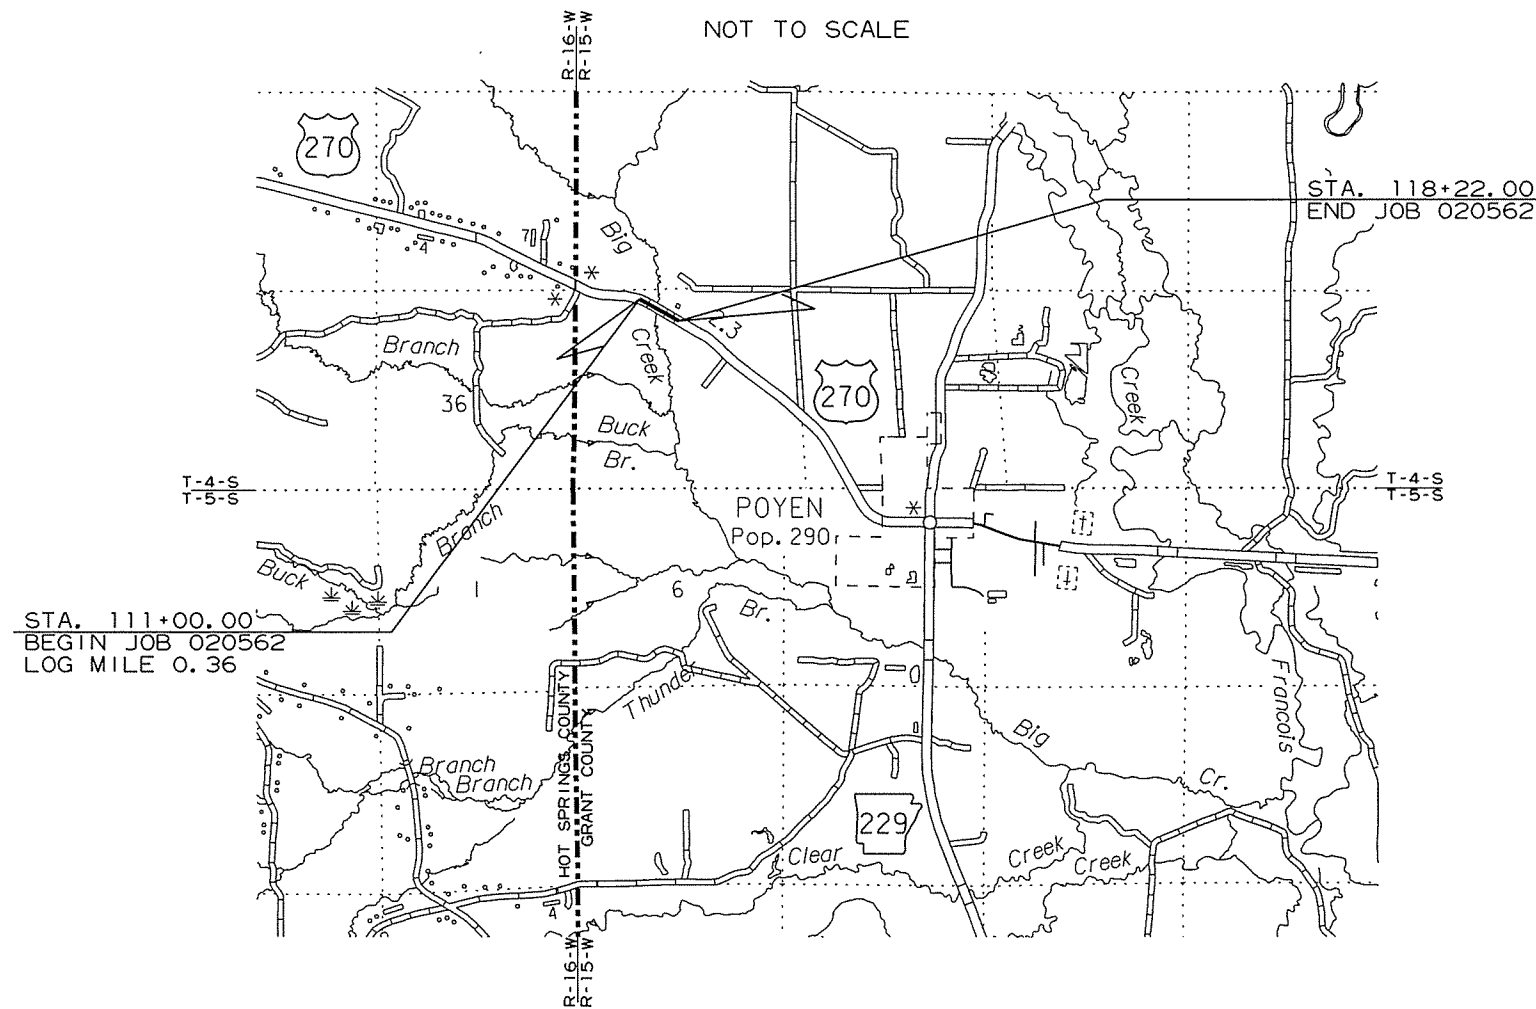 NOT TO SCALE
R-16-W
R-15-W
270
STA. 118+22.00
END JOB 020562
Big
7
4
*
*
2.3
Branch
Creek
270
Creek
36
Buck
Br.
T-4-S
T-5-S
T-4-S
T-5-S
POYEN
Pop. 290
*
Branch
Buck
1
6
Br.
STA. 111+00.00
BEGIN JOB 020562
LOG MILE 0.36
Thunder
Francois
HOT SPRINGS COUNTY
GRANT COUNTY
Big
Cr.
Branch
Branch
229
Clear
Creek
Creek
4
R-16-W
R-15-W